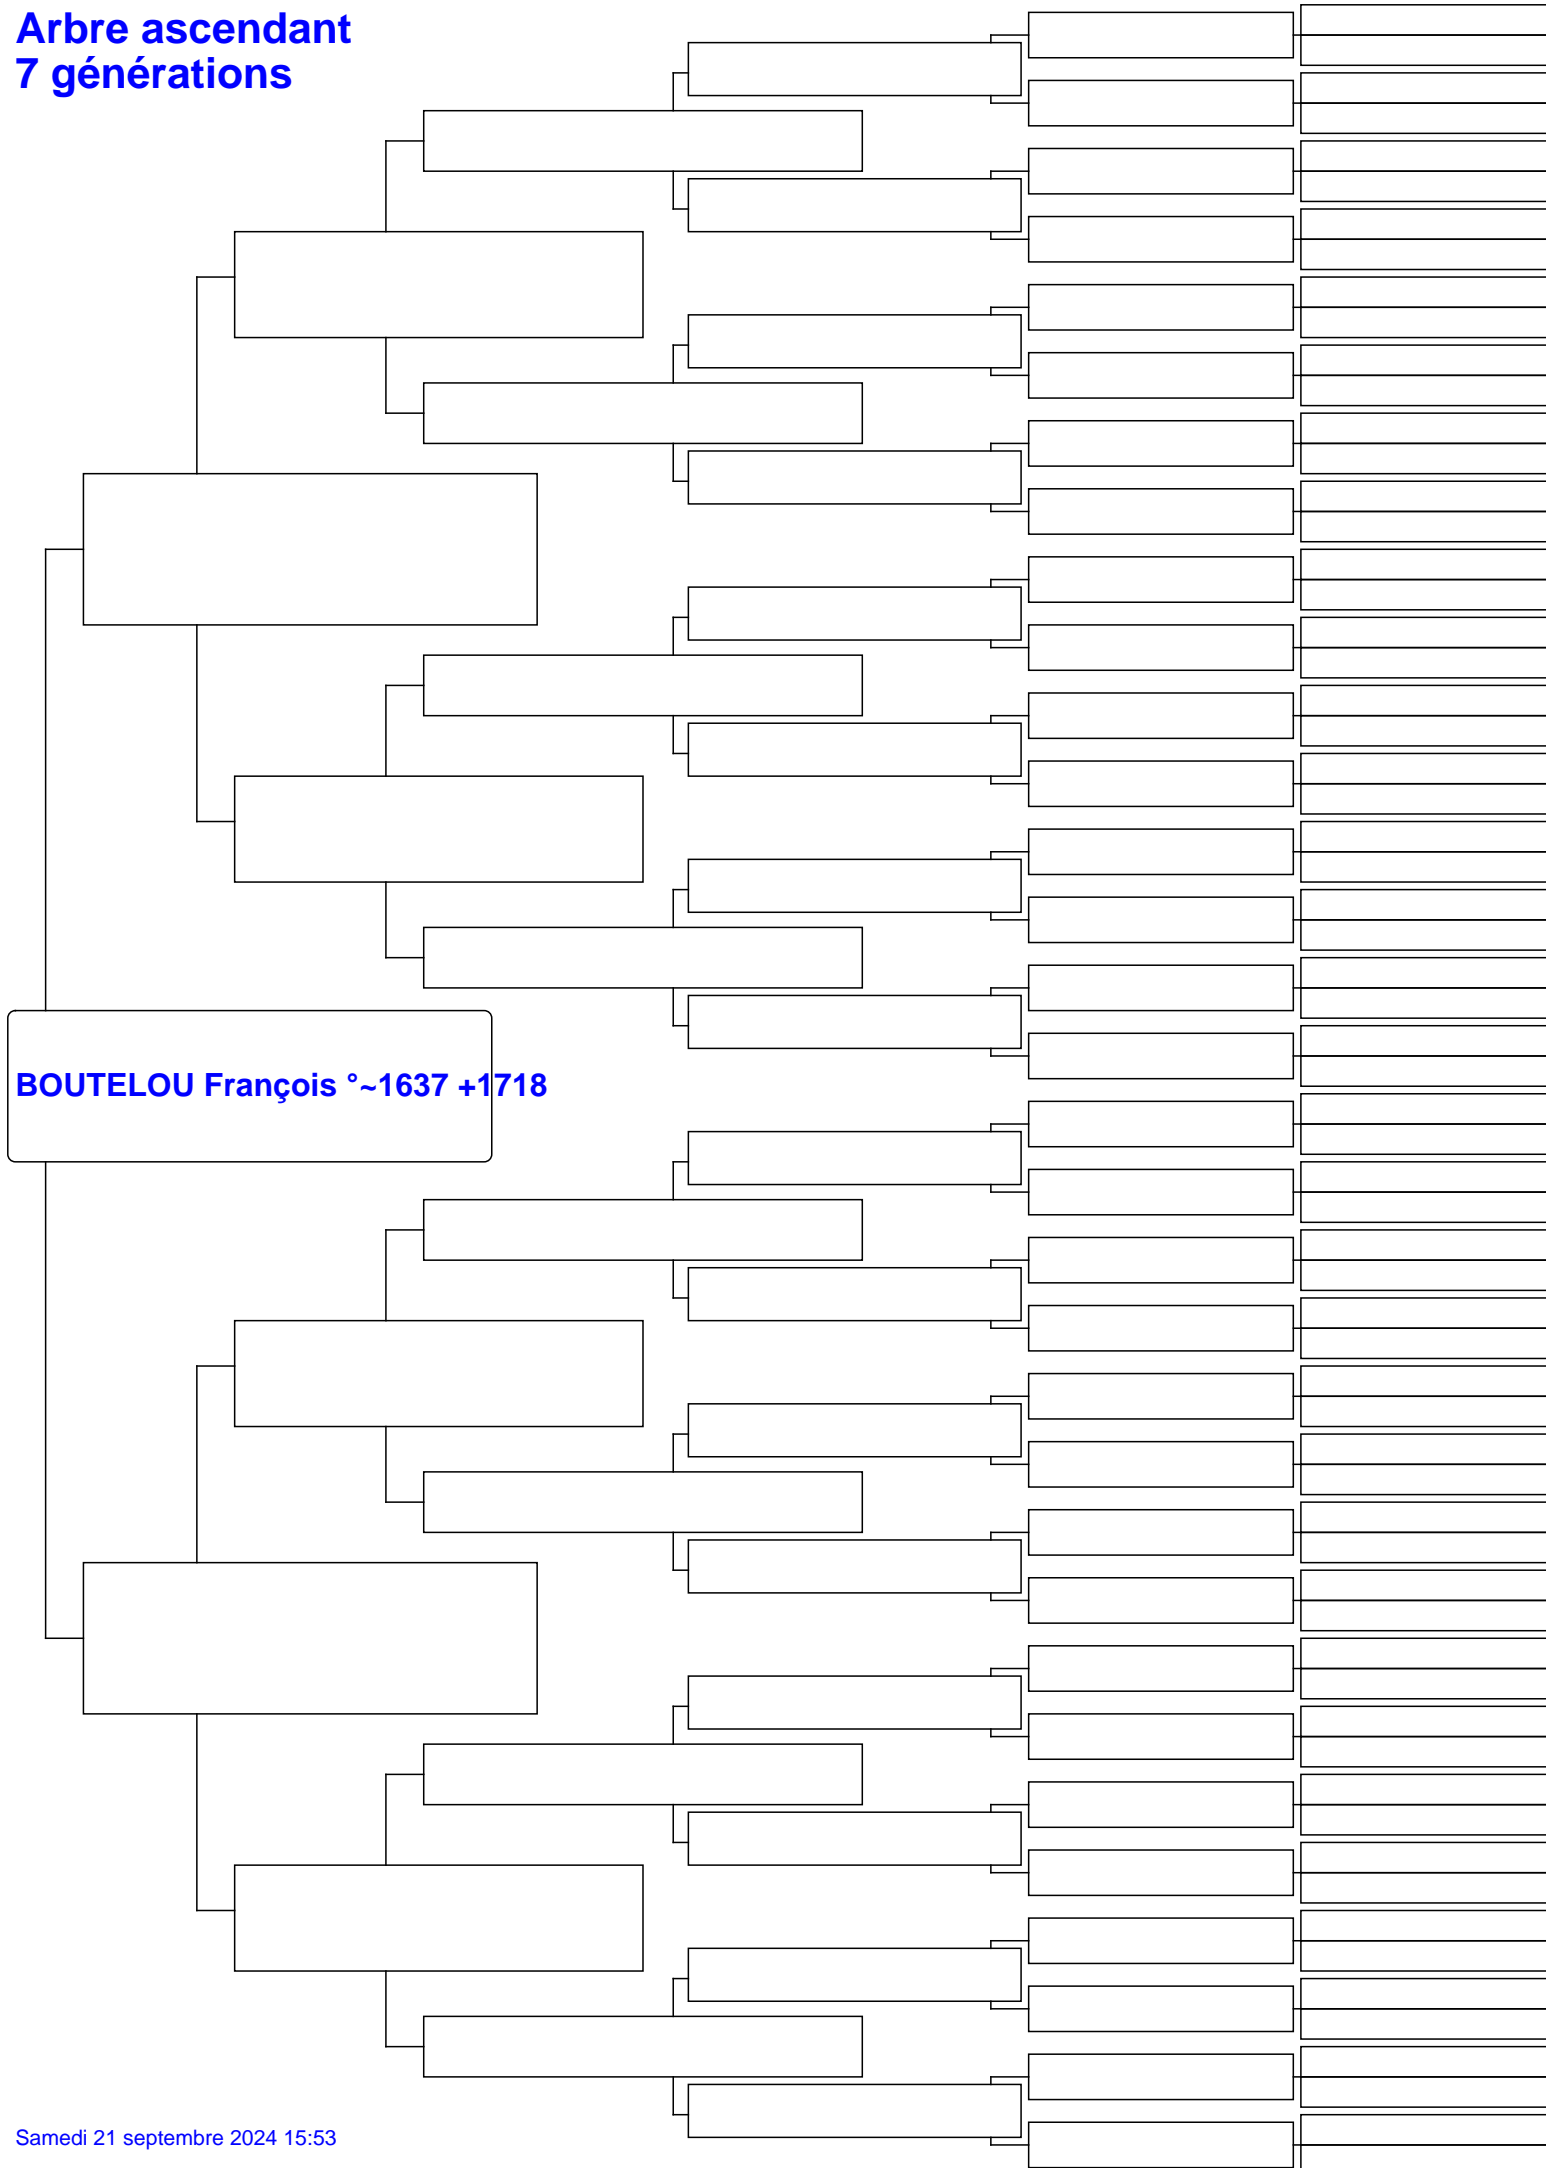 Arbre ascendant
7 générations
BOUTELOU François °~1637 +1718
Samedi 21 septembre 2024 15:53